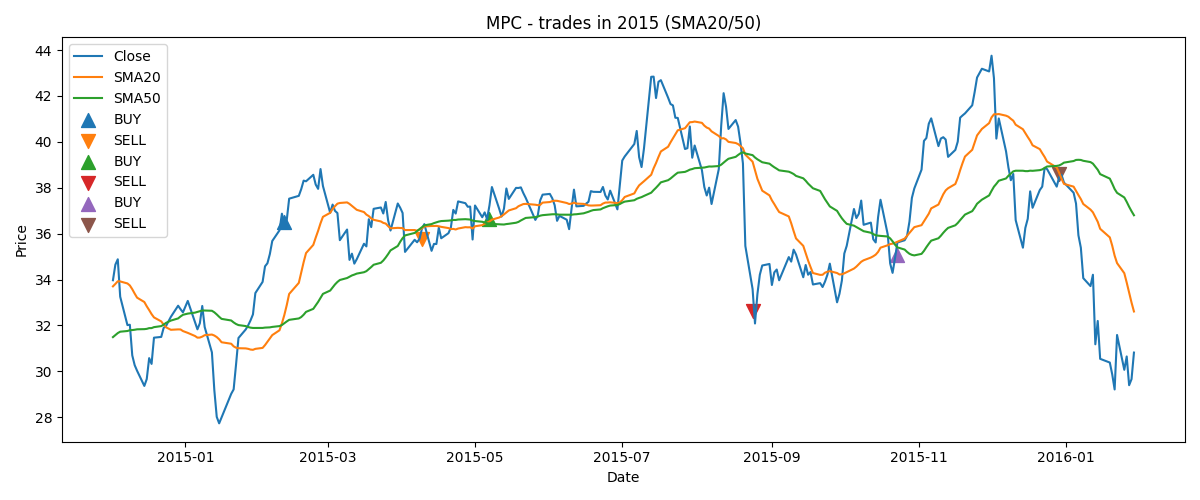 MPC - trades in 2015 (SMA20/50)
Close
SMA20
SMA50
BUY
SELL
BUY
SELL
BUY
SELL
44
42
40
38
36
34
32
30
28
Price
2015-01
2015-03
2015-05
2015-07
2015-09
2015-11
2016-01
Date